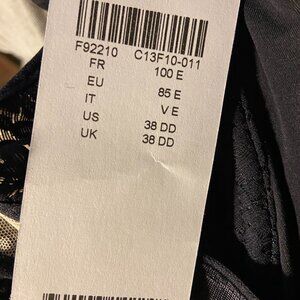 F92210 C13F10-011
FR 100 E
EU 85 E
IT V E
US 38 DD
UK 38 DD